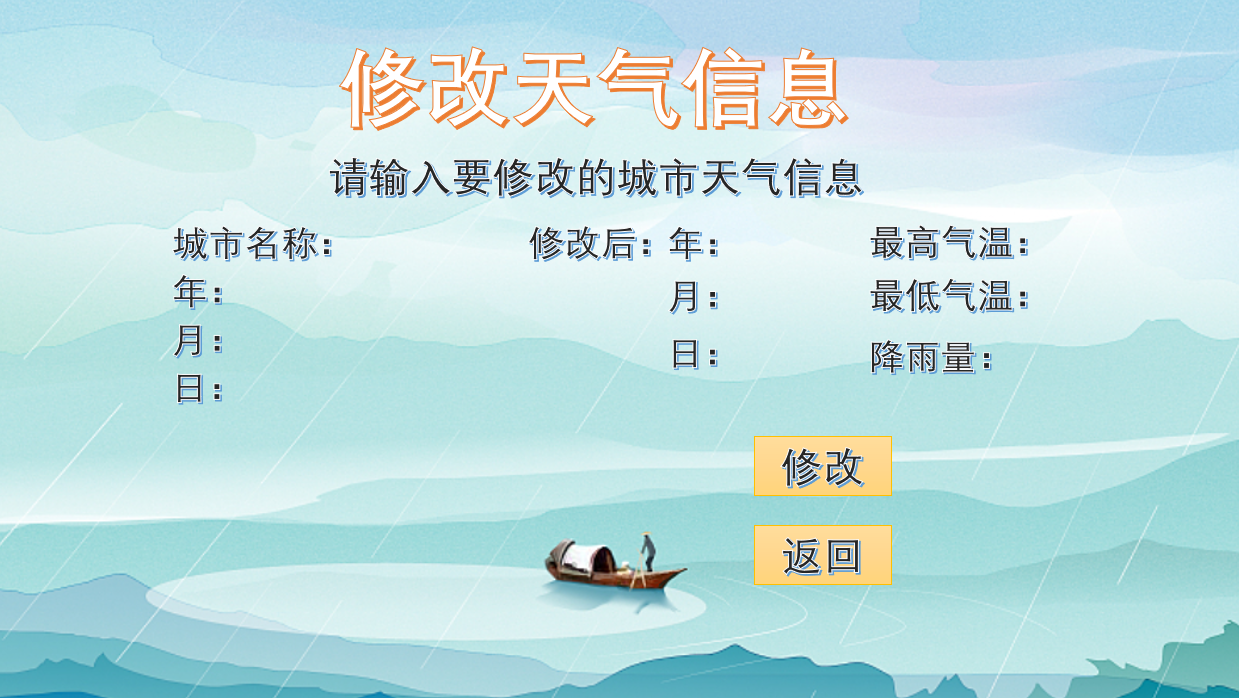 修改天气信息
请输入要修改的城市天气信息
城市名称：
年：
月：
日：
修改后：年：
月：
日：
最高气温：
最低气温：
降雨量：
修改
返回